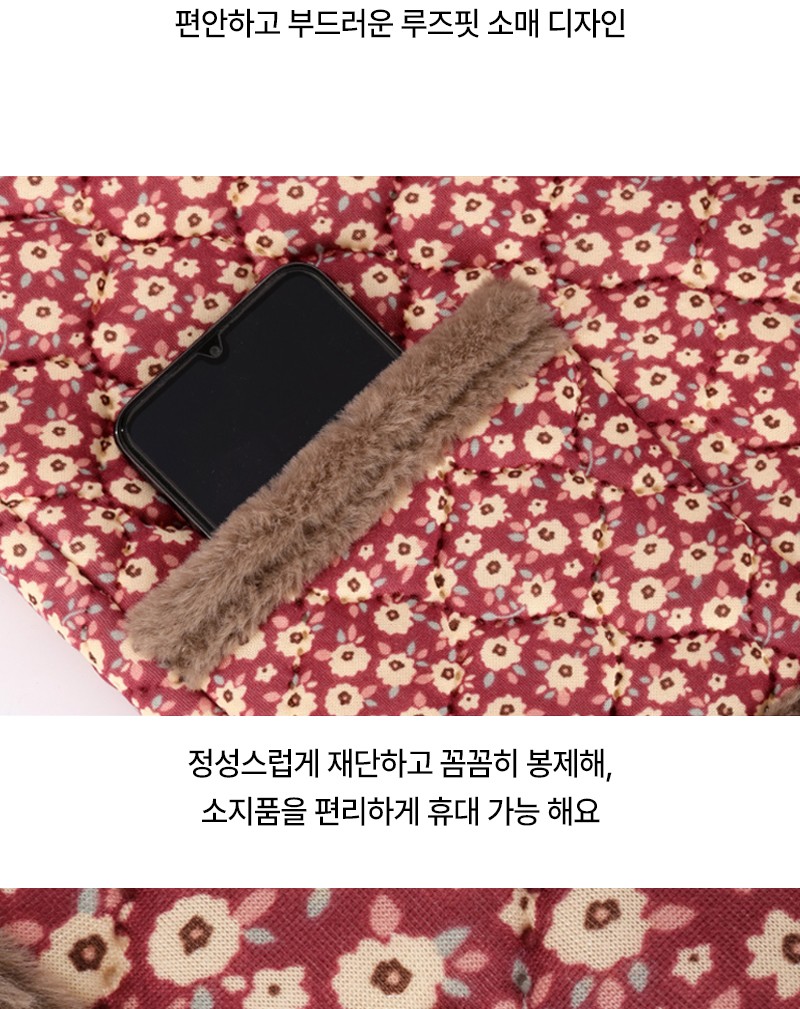 편안하고 부드러운 루즈핏 소매 디자인
정성스럽게 재단하고 꼼꼼히 봉제해,
소지품을 편리하게 휴대 가능 해요